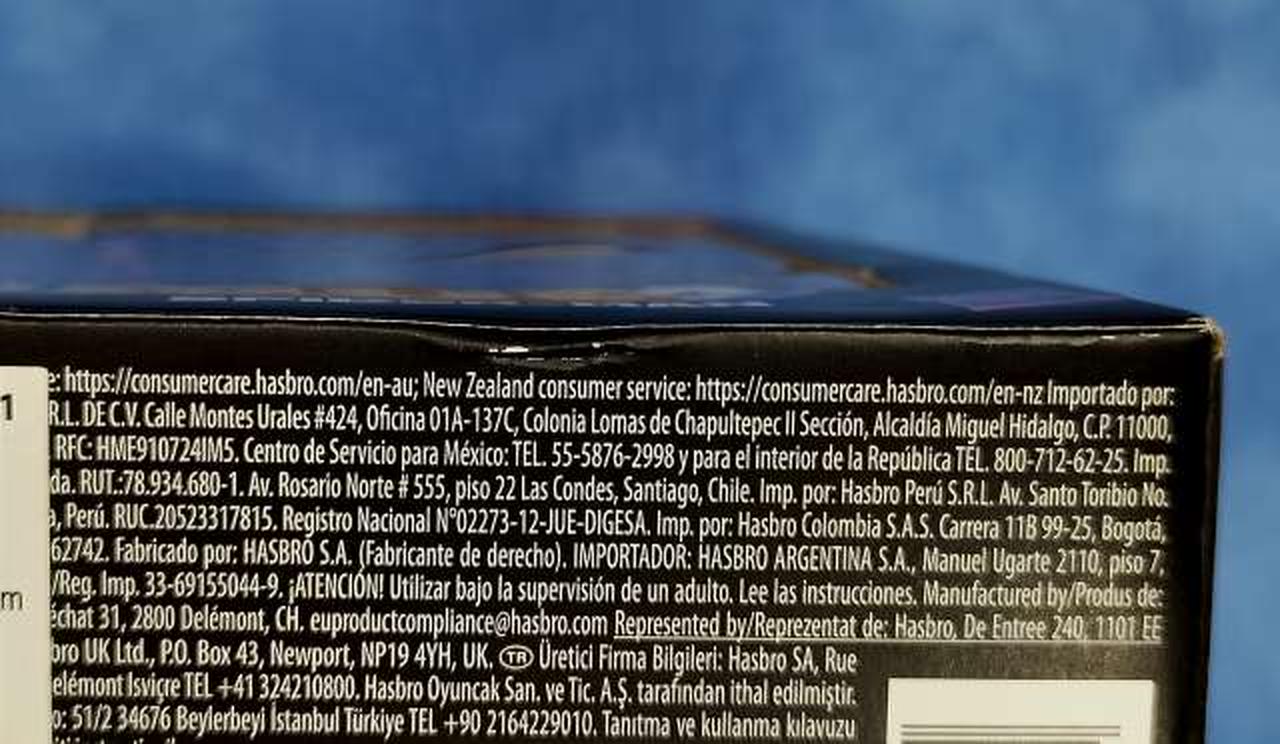 1
m
e: https://consumercare.hasbro.com/en-au; New Zealand consumer service: https://consumercare.hasbro.com/en-nz Importado por:
R.L. DE C.V. Calle Montes Urales #424, Oficina 01A-137C, Colonia Lomas de Chapultepec II Sección, Alcaldía Miguel Hidalgo, C.P. 11000,
RFC: HME910724IM5. Centro de Servicio para México: TEL. 55-5876-2998 y para el interior de la República TEL. 800-712-62-25. Imp.
da. RUT.:78.934.680-1. Av. Rosario Norte # 555, piso 22 Las Condes, Santiago, Chile. Imp. por: Hasbro Perú S.R.L. Av. Santo Toribio No.
a, Perú. RUC.20523317815. Registro Nacional N°02273-12-JUE-DIGESA. Imp. por: Hasbro Colombia S.A.S. Carrera 11B 99-25, Bogotá,
62742. Fabricado por: HASBRO S.A. (Fabricante de derecho). IMPORTADOR: HASBRO ARGENTINA S.A., Manuel Ugarte 2110, piso 7,
/Reg. Imp. 33-69155044-9. ¡ATENCIÓN! Utilizar bajo la supervisión de un adulto. Lee las instrucciones. Manufactured by/Produs de:
échat 31, 2800 Delémont, CH. euproductcompliance@hasbro.com Represented by/Reprezentat de: Hasbro, De Entree 240, 1101 EE
bro UK Ltd., P.O. Box 43, Newport, NP19 4YH, UK. TR Üretici Firma Bilgileri: Hasbro SA, Rue
elémont Isviçre TEL +41 324210800. Hasbro Oyuncak San. ve Tic. A.Ş. tarafından ithal edilmiştir.
o: 51/2 34676 Beylerbeyi İstanbul Türkiye TEL +90 2164229010. Tanıtma ve kullanma kılavuzu